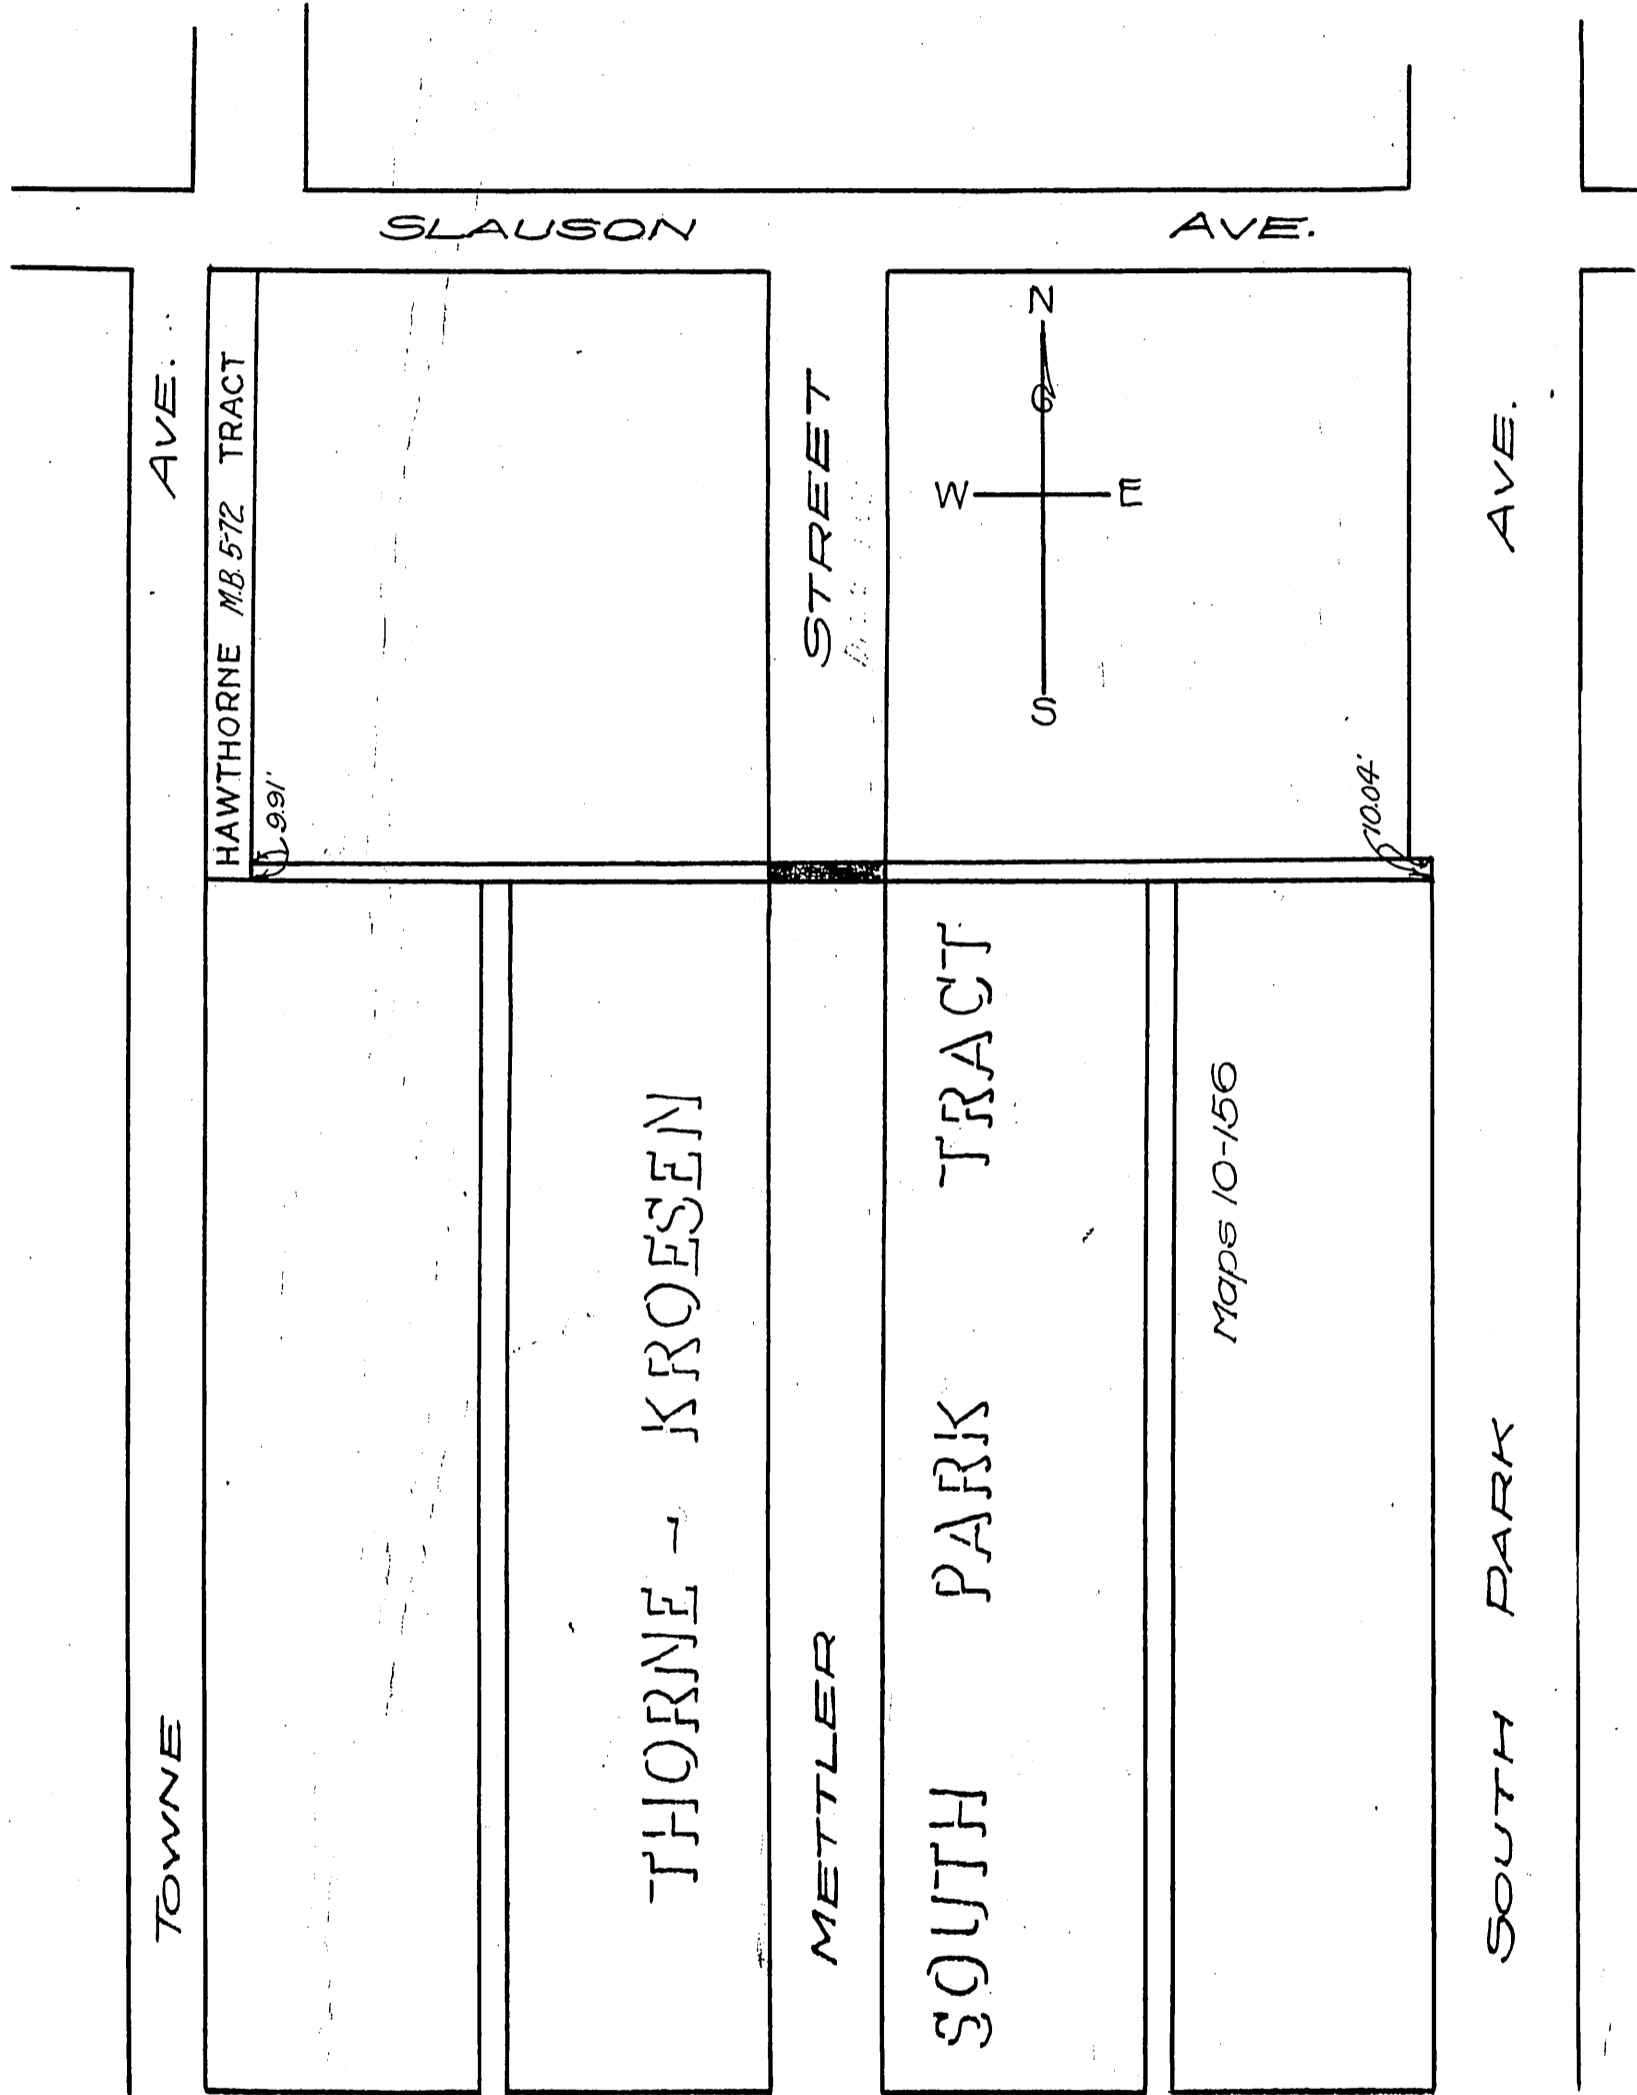 SLAUSON AVE.
TOWNE AVE.
HAWTHORNE M.B. 5-72 TRACT
9.91'
METTLER STREET
N
W
E
S
10.04'
THORNE - KROESEN
SOUTH PARK TRACT
Maps 10-156
SOUTH PARK AVE.